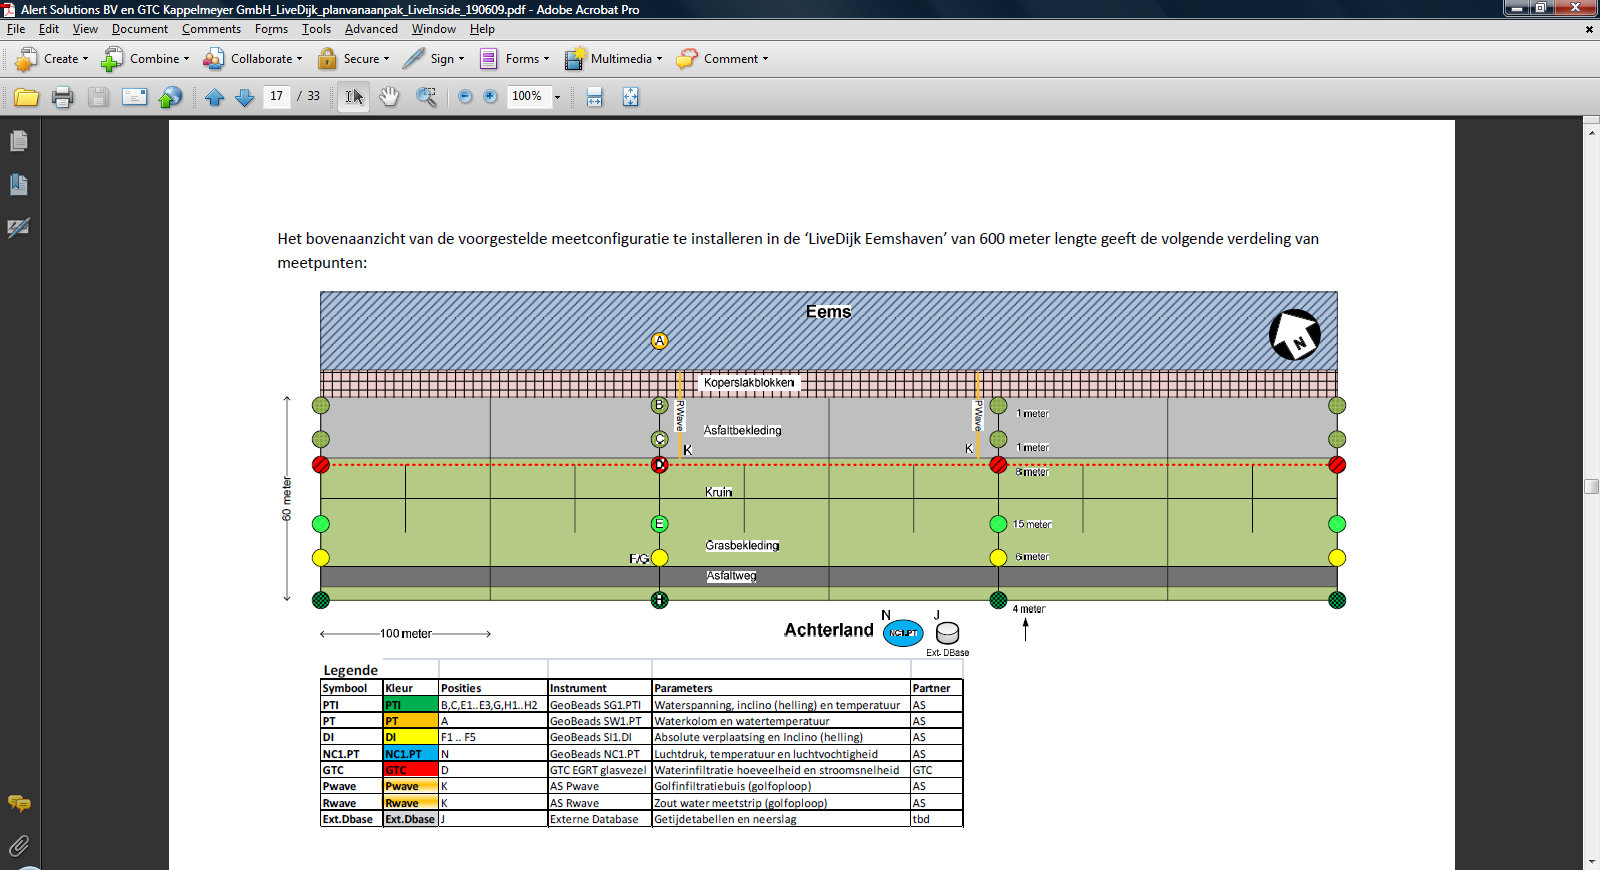 Alert Solutions BV en GTC Kappelmeyer GmbH_LiveDijk_planvanaanpak_LiveInside_190609.pdf - Adobe Acrobat Pro
File Edit View Document Comments Forms Tools Advanced Window Help
Create Combine Collaborate Secure Sign Forms Multimedia Comment
17 / 33 100%
Het bovenaanzicht van de voorgestelde meetconfiguratie te installeren in de ‘LiveDijk Eemshaven’ van 600 meter lengte geeft de volgende verdeling van
meetpunten:
Eems
A
N
Koperslakblokken
B RWave PWave 1 meter
Asfaltbekleding
C K K 1 meter
D 8 meter
Kruin
60 meter
E 15 meter
Grasbekleding
F/G 6 meter
Asfaltweg
H 4 meter
100 meter
Achterland N NC1.PT J
Ext. DBase
Legende
Symbool Kleur Posities Instrument Parameters Partner
PTI PTI B,C,E1..E3,G,H1..H2 GeoBeads SG1.PTI Waterspanning, inclino (helling) en temperatuur AS
PT PT A GeoBeads SW1.PT Waterkolom en watertemperatuur AS
DI DI F1 .. F5 GeoBeads SI1.DI Absolute verplaatsing en Inclino (helling) AS
NC1.PT NC1.PT N GeoBeads NC1.PT Luchtdruk, temperatuur en luchtvochtigheid AS
GTC GTC D GTC EGRT glasvezel Waterinfiltratie hoeveelheid en stroomsnelheid GTC
Pwave Pwave K AS Pwave Golfinfiltratiebuis (golfoploop) AS
Rwave Rwave K AS Rwave Zout water meetstrip (golfoploop) AS
Ext.Dbase Ext.Dbase J Externe Database Getijdetabellen en neerslag tbd